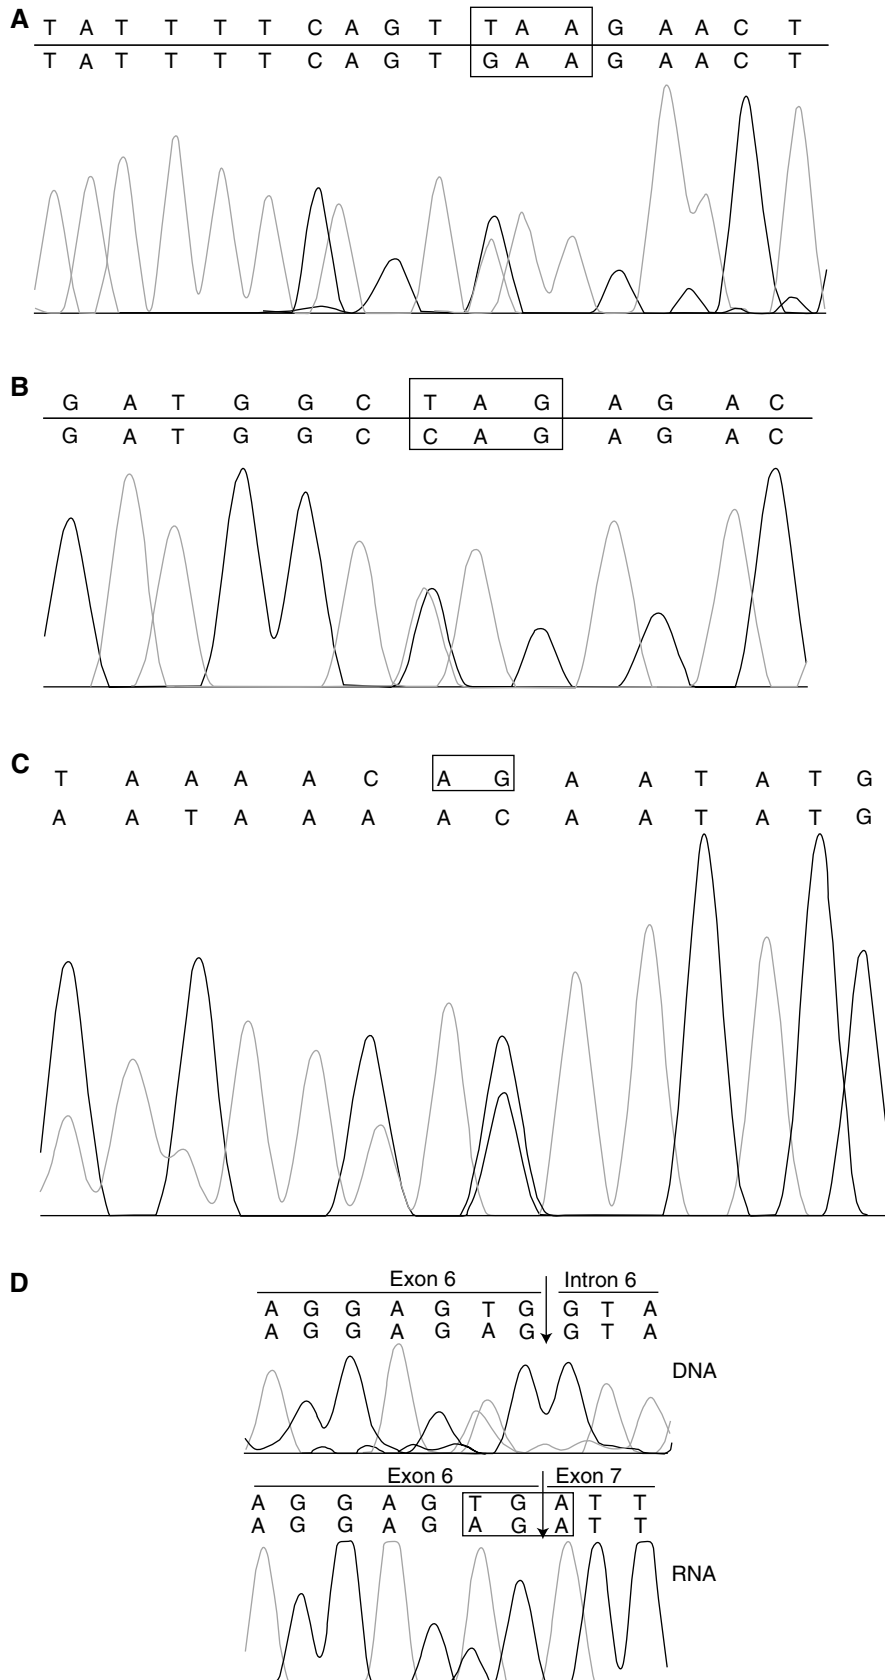 A
T A T T T T C A G T T A A G A A C T
T A T T T T C A G T G A A G A A C T
B
G A T G G C T A G A G A C
G A T G G C C A G A G A C
C
T A A A A C A G A A T A T G
A A T A A A A C A A T A T G
D
Exon 6 Intron 6
A G G A G T G G T A
A G G A G A G G T A
DNA
Exon 6 Exon 7
A G G A G T G A T T
A G G A G A G A T T
RNA